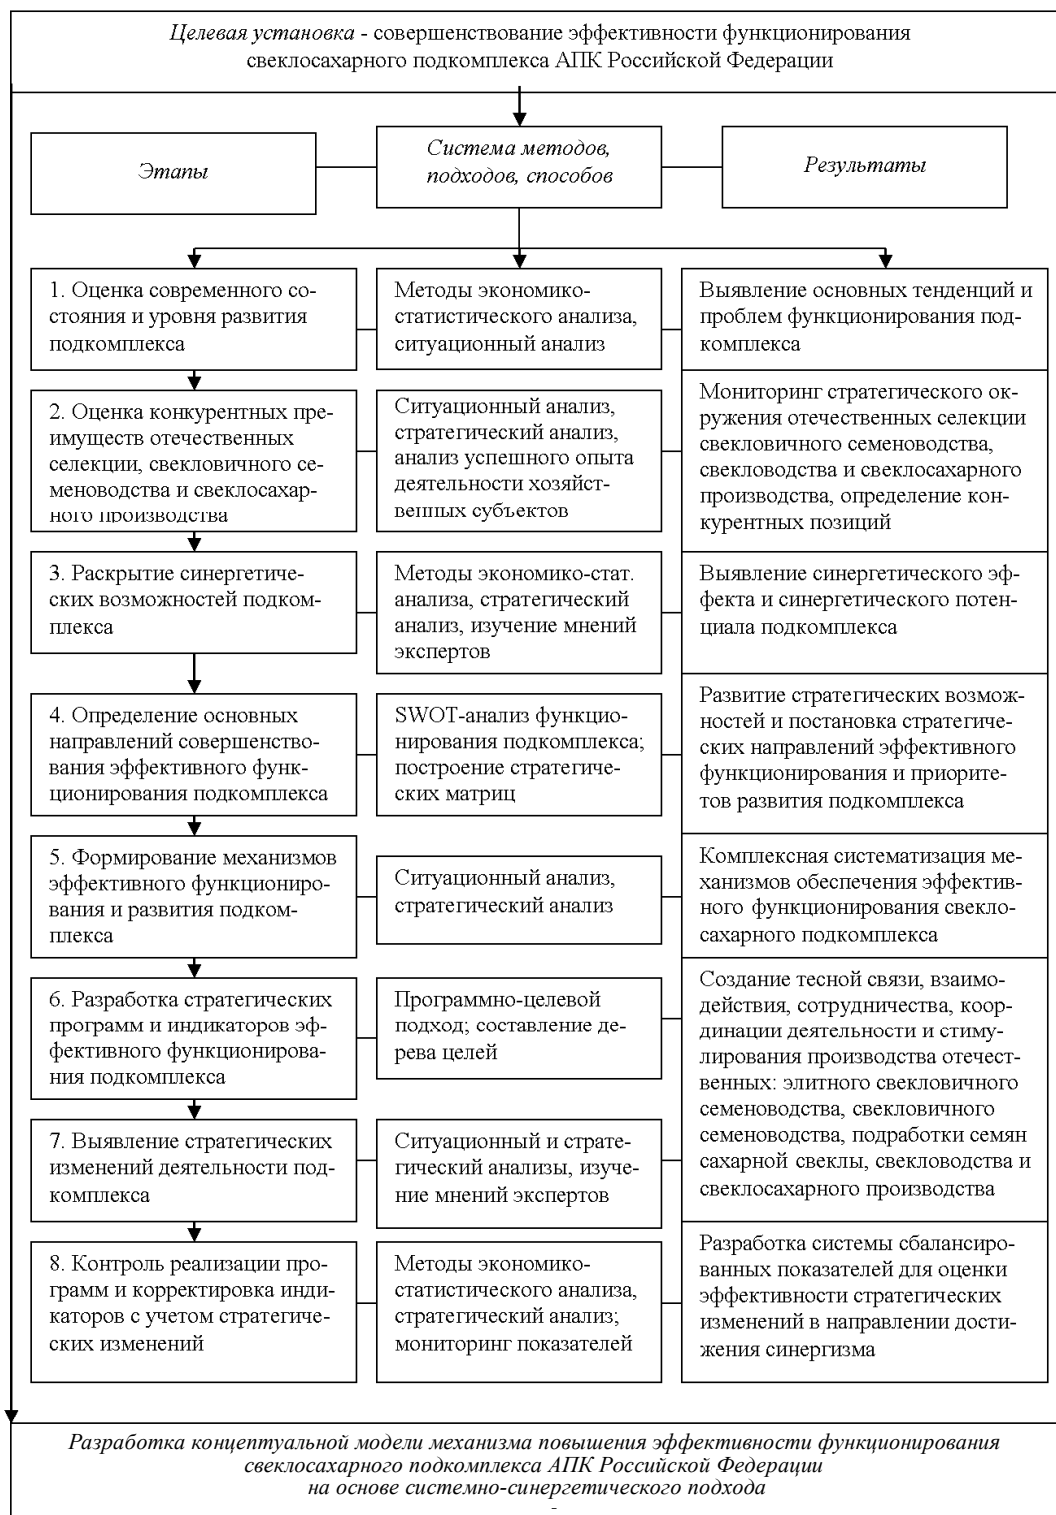 Целевая установка - совершенствование эффективности функционирования
свеклосахарного подкомплекса АПК Российской Федерации
Этапы
Система методов,
подходов, способов
Результаты
1. Оценка современного со-
стояния и уровня развития
подкомплекса
Методы экономико-
статистического анализа,
ситуационный анализ
Выявление основных тенденций и
проблем функционирования под-
комплекса
2. Оценка конкурентных пре-
имуществ отечественных
селекции, свекловичного се-
меноводства и свеклосахар-
ного производства
Ситуационный анализ,
стратегический анализ,
анализ успешного опыта
деятельности хозяйст-
венных субъектов
Мониторинг стратегического ок-
ружения отечественных селекции
свекловичного семеноводства,
свекловодства и свеклосахарного
производства, определение кон-
курентных позиций
3. Раскрытие синергетиче-
ских возможностей подком-
плекса
Методы экономико-стат.
анализа, стратегический
анализ, изучение мнений
экспертов
Выявление синергетического эф-
фекта и синергетического потен-
циала подкомплекса
4. Определение основных
направлений совершенство-
вания эффективного функ-
ционирования подкомплекса
SWOT-анализ функцио-
нирования подкомплекса;
построение стратегиче-
ских матриц
Развитие стратегических возмож-
ностей и постановка стратегиче-
ских направлений эффективного
функционирования и приорите-
тов развития подкомплекса
5. Формирование механизмов
эффективного функциониро-
вания и развития подком-
плекса
Ситуационный анализ,
стратегический анализ
Комплексная систематизация ме-
ханизмов обеспечения эффектив-
ного функционирования свекло-
сахарного подкомплекса
6. Разработка стратегических
программ и индикаторов эф-
фективного функционирова-
ния подкомплекса
Программно-целевой
подход; составление де-
рева целей
Создание тесной связи, взаимо-
действия, сотрудничества, коор-
динации деятельности и стиму-
лирования производства отечест-
венных: элитного свекловичного
семеноводства, свекловичного
семеноводства, подработки семян
сахарной свеклы, свекловодства и
свеклосахарного производства
7. Выявление стратегических
изменений деятельности под-
комплекса
Ситуационный и страте-
гический анализы, изуче-
ние мнений экспертов
8. Контроль реализации про-
грамм и корректировка инди-
каторов с учетом стратегиче-
ских изменений
Методы экономико-
статистического анализа,
стратегический анализ;
мониторинг показателей
Разработка системы сбалансиро-
ванных показателей для оценки
эффективности стратегических
изменений в направлении дости-
жения синергизма
Разработка концептуальной модели механизма повышения эффективности функционирования
свеклосахарного подкомплекса АПК Российской Федерации
на основе системно-синергетического подхода